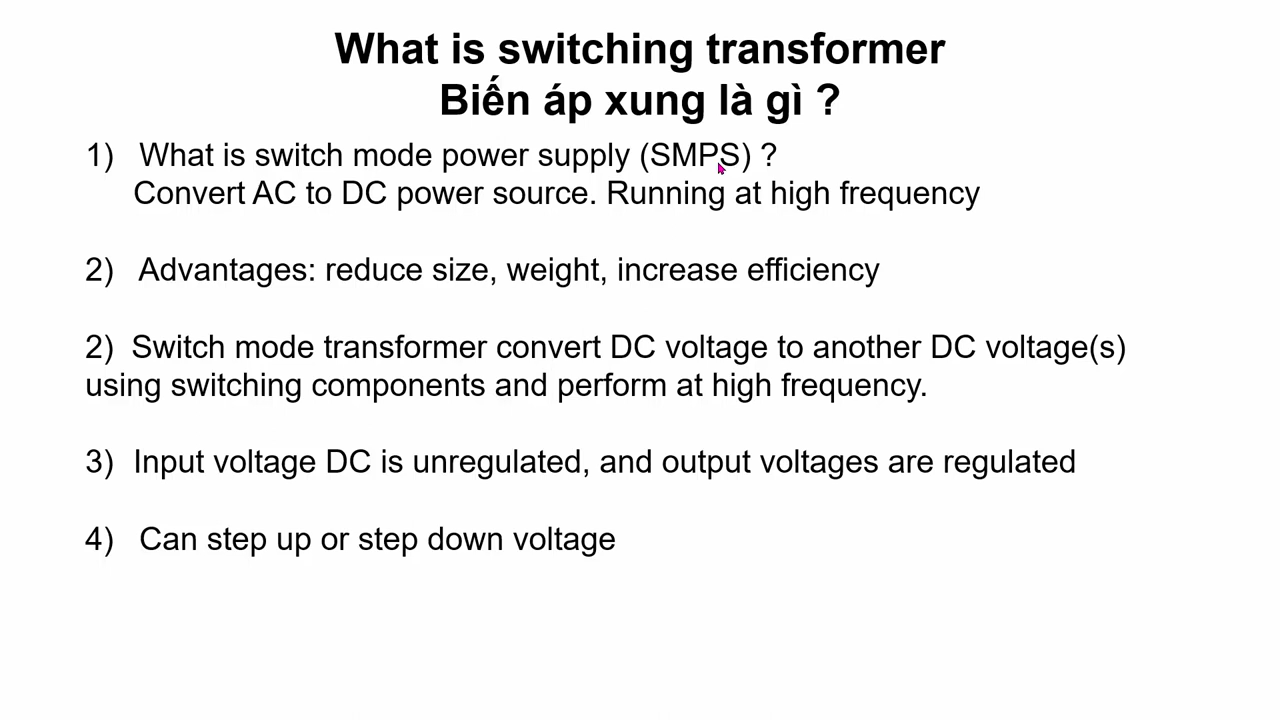 What is switching transformer
Biến áp xung là gì ?
1) What is switch mode power supply (SMPS) ?
Convert AC to DC power source. Running at high frequency
2) Advantages: reduce size, weight, increase efficiency
2) Switch mode transformer convert DC voltage to another DC voltage(s)
using switching components and perform at high frequency.
3) Input voltage DC is unregulated, and output voltages are regulated
4) Can step up or step down voltage